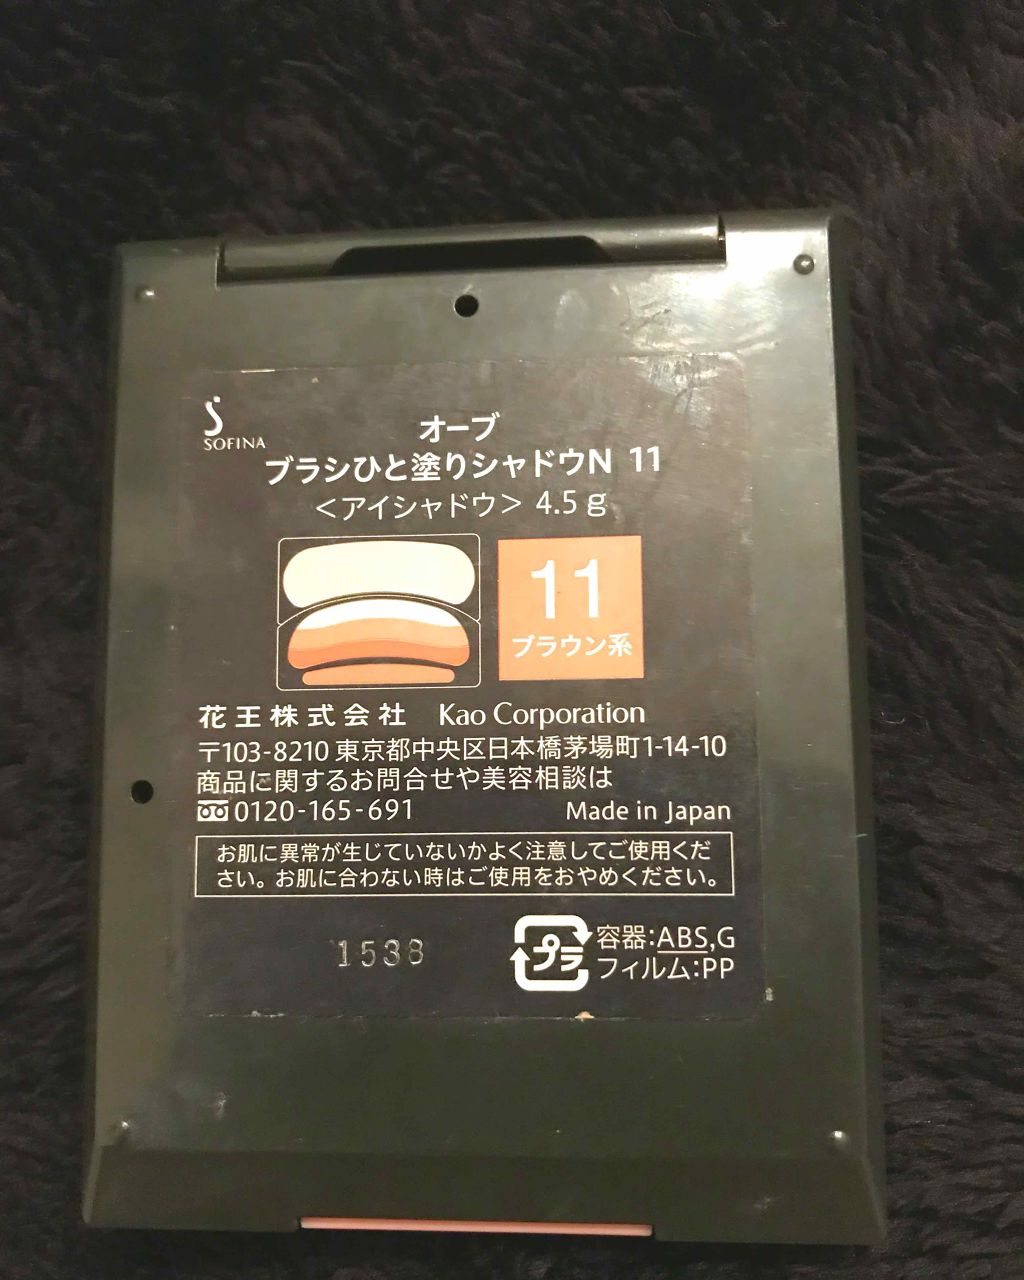 SOFINA
オーブ
ブラシひと塗りシャドウN 11
＜アイシャドウ＞ 4.5g
11
ブラウン系
花王株式会社 Kao Corporation
〒103-8210 東京都中央区日本橋茅場町1-14-10
商品に関するお問合せや美容相談は
0120-165-691 Made in Japan
お肌に異常が生じていないかよく注意してご使用くだ
さい。お肌に合わない時はご使用をおやめください。
1538
プラ
容器:ABS,G
フィルム:PP